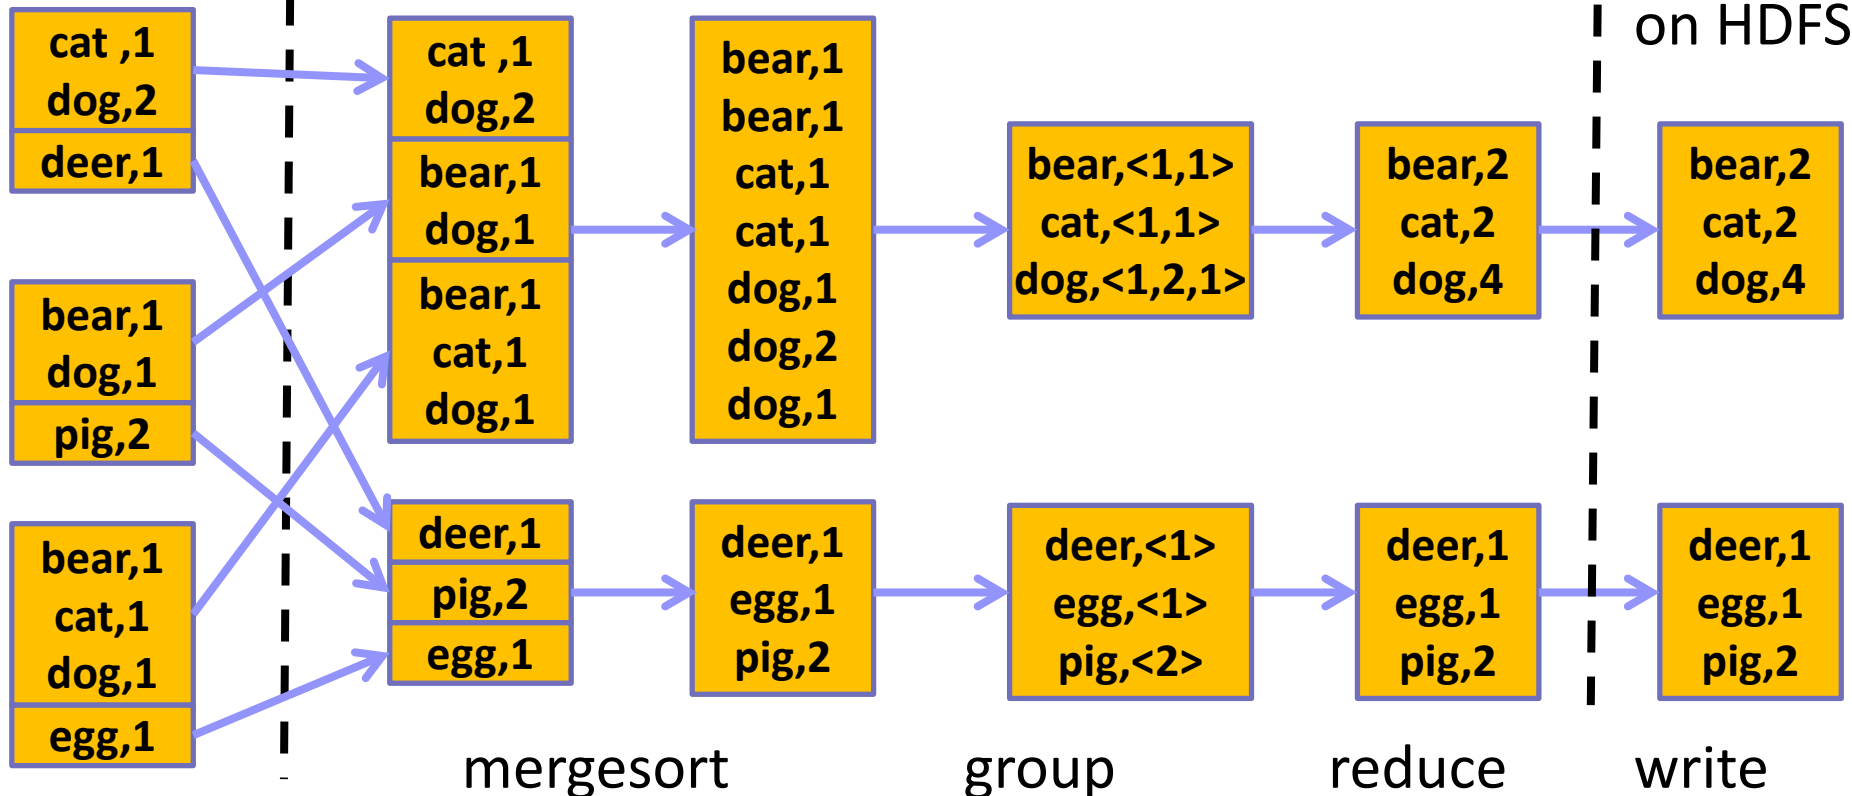 on HDFS
cat ,1
dog,2
deer,1
bear,1
dog,1
pig,2
bear,1
cat,1
dog,1
egg,1
cat ,1
dog,2
bear,1
dog,1
bear,1
cat,1
dog,1
deer,1
pig,2
egg,1
bear,1
bear,1
cat,1
cat,1
dog,1
dog,2
dog,1
deer,1
egg,1
pig,2
bear,<1,1>
cat,<1,1>
dog,<1,2,1>
deer,<1>
egg,<1>
pig,<2>
bear,2
cat,2
dog,4
deer,1
egg,1
pig,2
bear,2
cat,2
dog,4
deer,1
egg,1
pig,2
mergesort
group
reduce
write